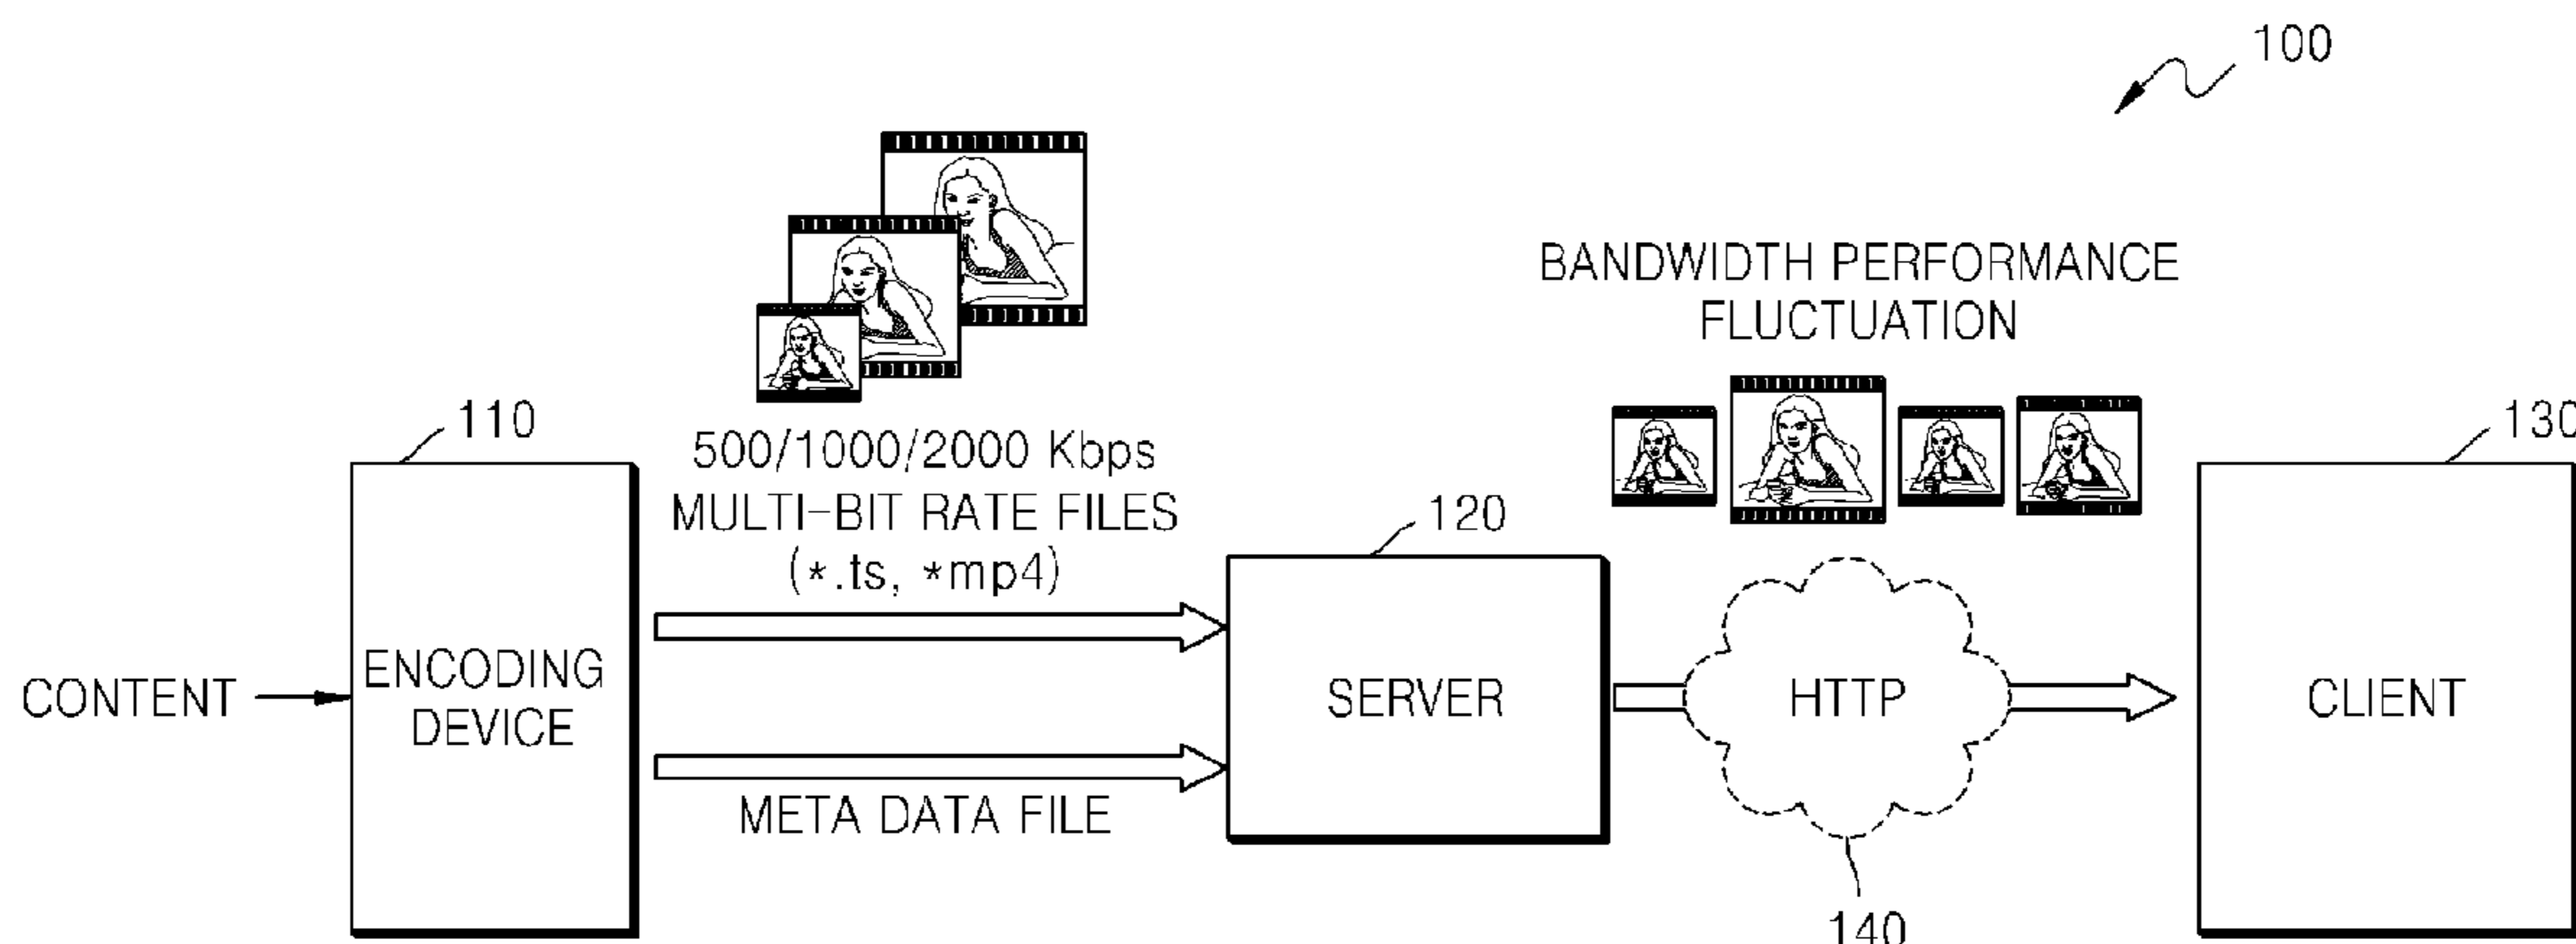 100
BANDWIDTH PERFORMANCE
FLUCTUATION
110
500/1000/2000 Kbps
MULTI-BIT RATE FILES
(*.ts, *mp4)
120
130
CONTENT
ENCODING
DEVICE
SERVER
HTTP
CLIENT
META DATA FILE
140